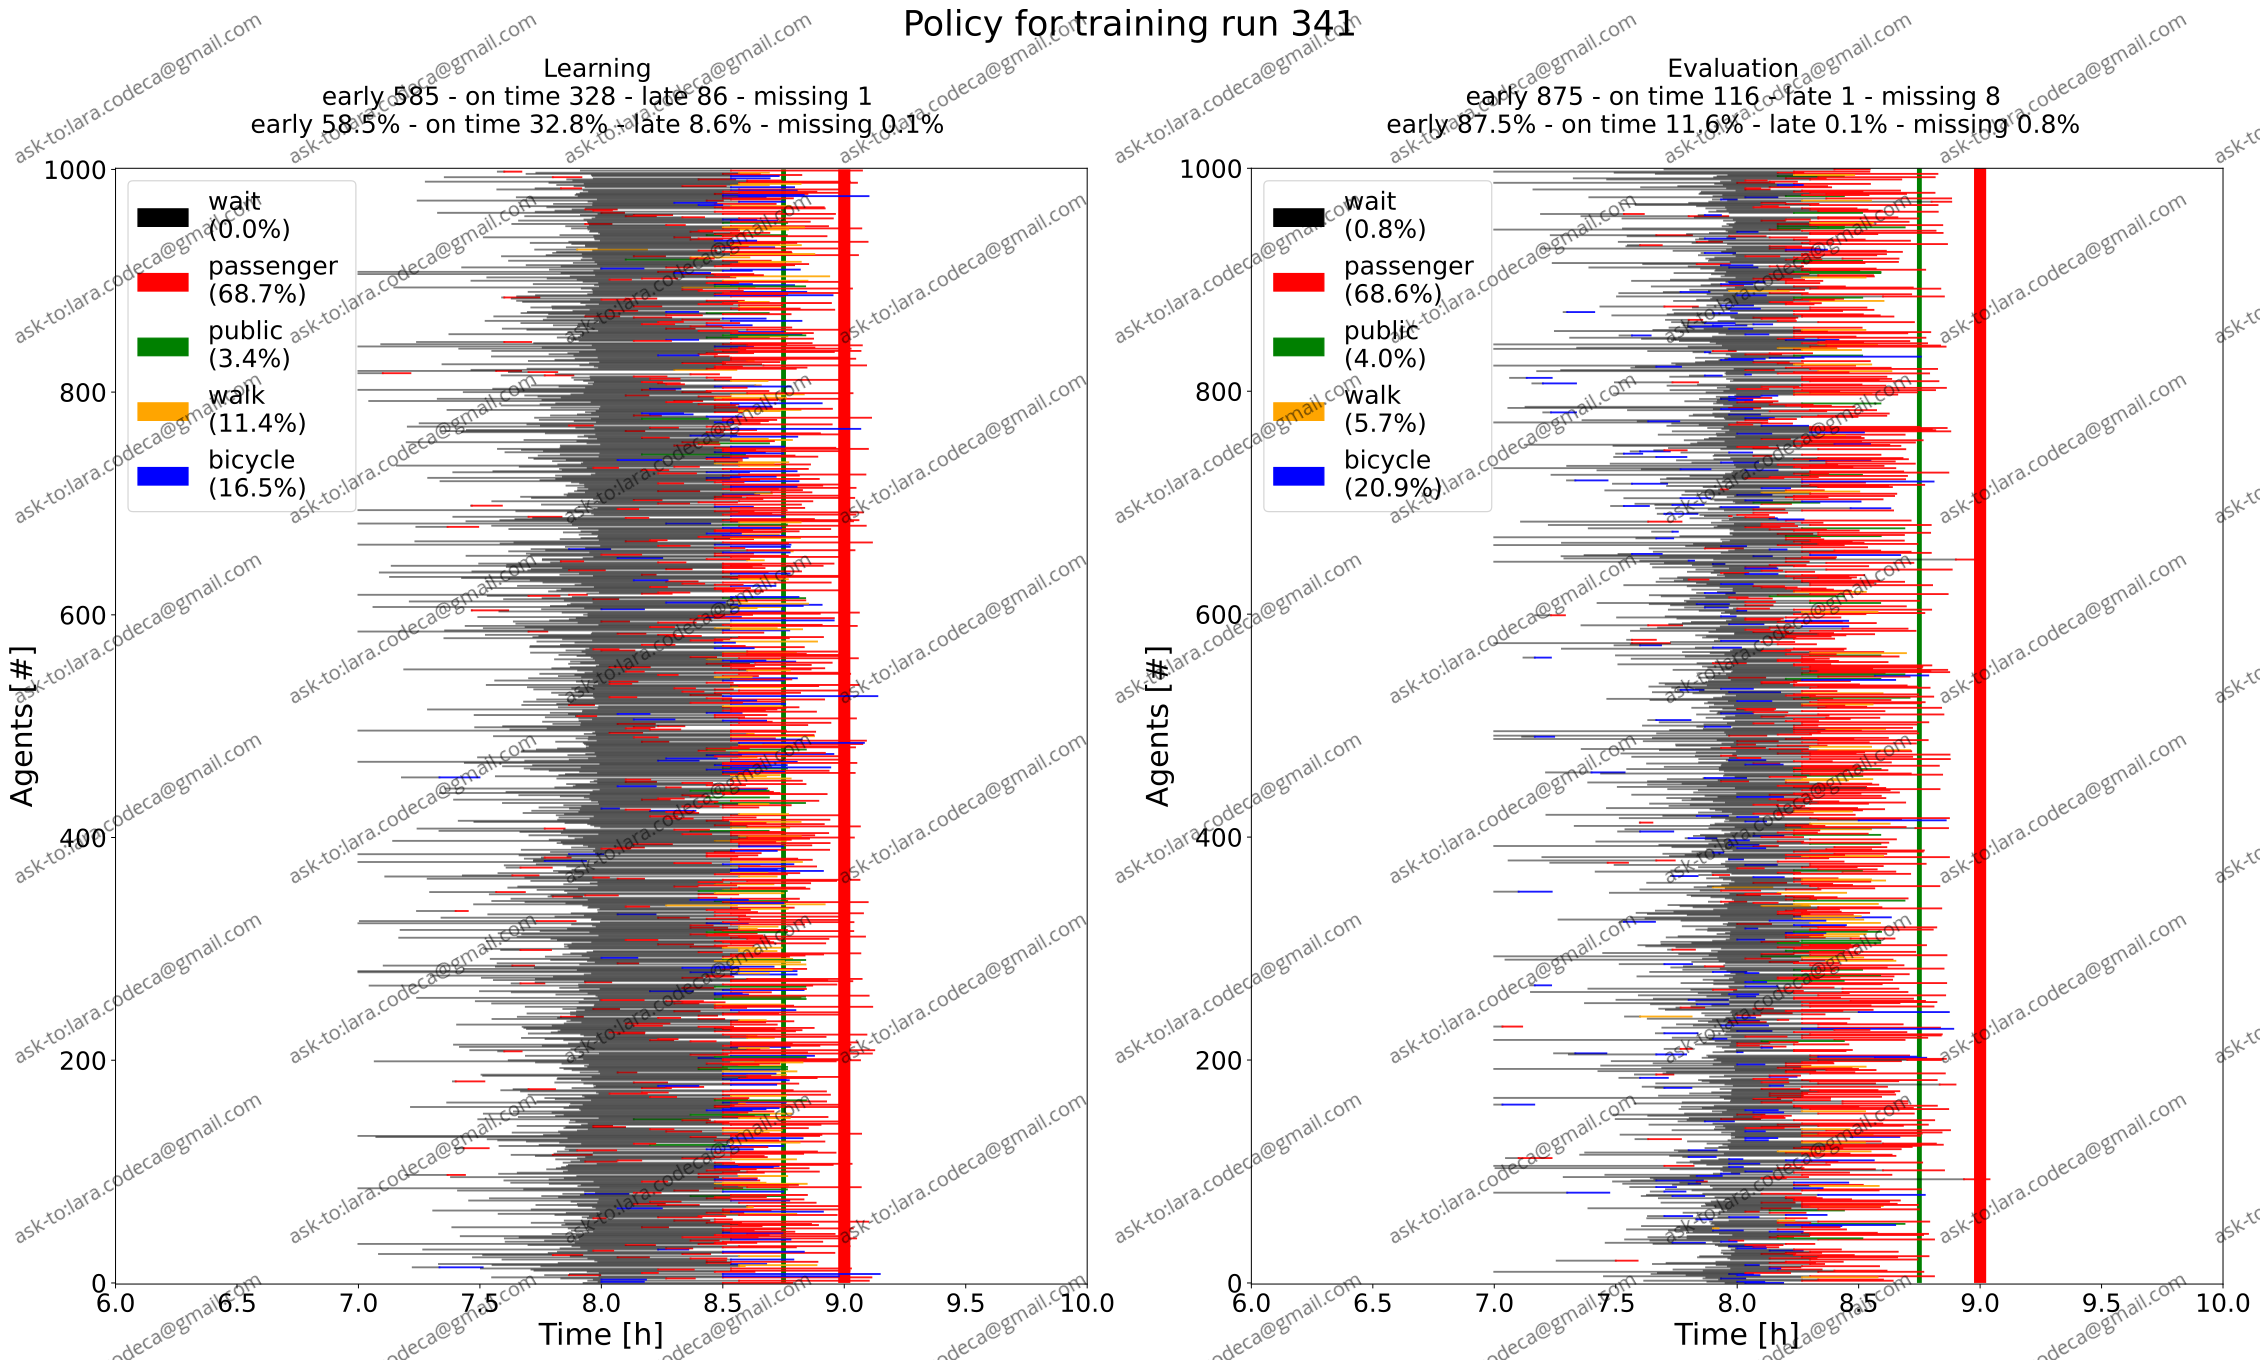 Policy for training run 341
Learning
early 585 - on time 328 - late 86 - missing 1
early 58.5% - on time 32.8% - late 8.6% - missing 0.1%
Evaluation
early 875 - on time 116 - late 1 - missing 8
early 87.5% - on time 11.6% - late 0.1% - missing 0.8%
wait
(0.0%)
passenger
(68.7%)
public
(3.4%)
walk
(11.4%)
bicycle
(16.5%)
1000
800
600
400
200
0
Agents [#]
6.0 6.5 7.0 7.5 8.0 8.5 9.0 9.5 10.0
Time [h]
wait
(0.8%)
passenger
(68.6%)
public
(4.0%)
walk
(5.7%)
bicycle
(20.9%)
1000
800
600
400
200
0
Agents [#]
6.0 6.5 7.0 7.5 8.0 8.5 9.0 9.5 10.0
Time [h]
ask-to:lara.codeca@gmail.com